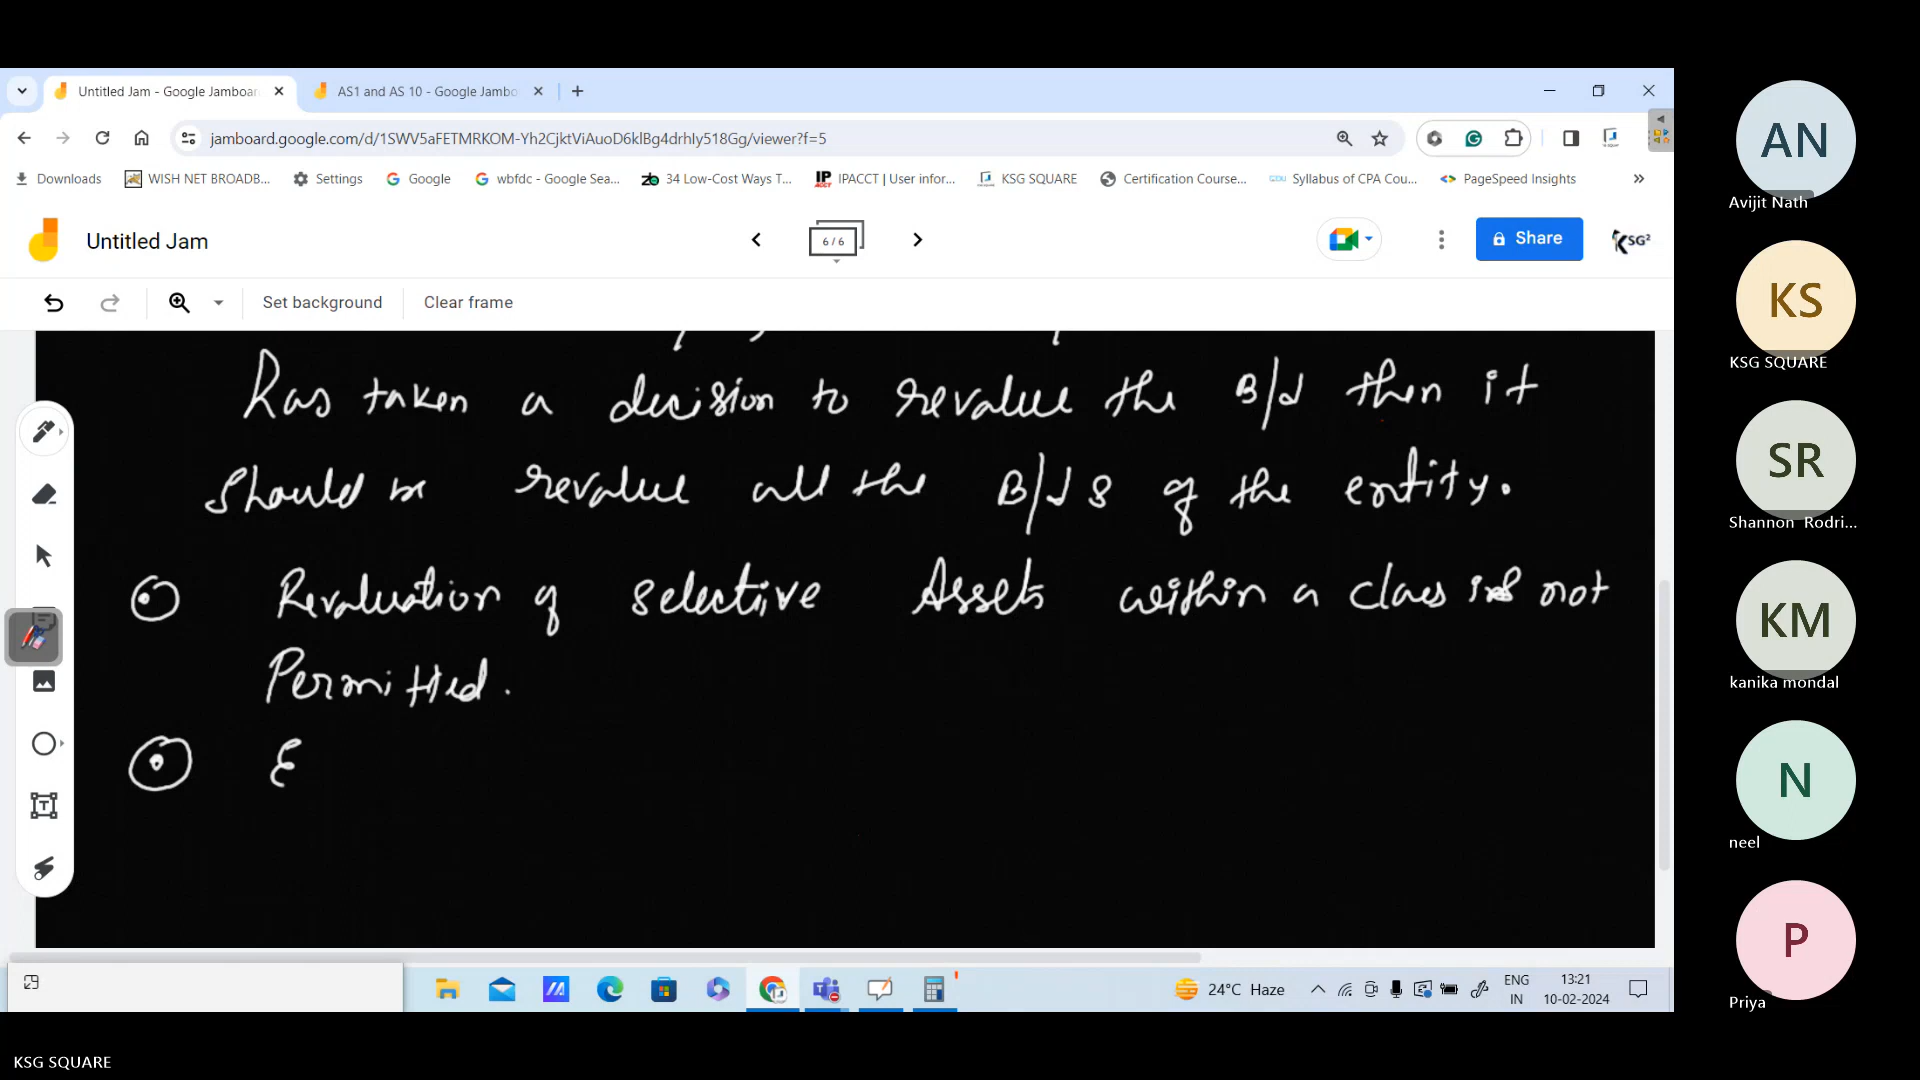 Untitled Jam - Google Jamboar
AS1 and AS 10 - Google Jambo
jamboard.google.com/d/1SWV5aFETMRKOM-Yh2CjktViAuoD6klBg4drhIy518Gg/viewer?f=5
Downloads WISH NET BROADB... Settings Google wbfdc - Google Sea... 34 Low-Cost Ways T... IPACCT | User infor... KSG SQUARE Certification Course... Syllabus of CPA Cou... PageSpeed Insights
Untitled Jam
6 / 6
Share
KSG²
Set background Clear frame
has taken a decision to revalue the B/d then it
should be revalue all the B/d s of the entity.
Revaluation of selective Assets within a class is not
Permitted.
E
24°C Haze
ENG
IN
13:21
10-02-2024
AN
Avijit Nath
KS
KSG SQUARE
SR
Shannon Rodri...
KM
kanika mondal
N
neel
P
Priya
KSG SQUARE